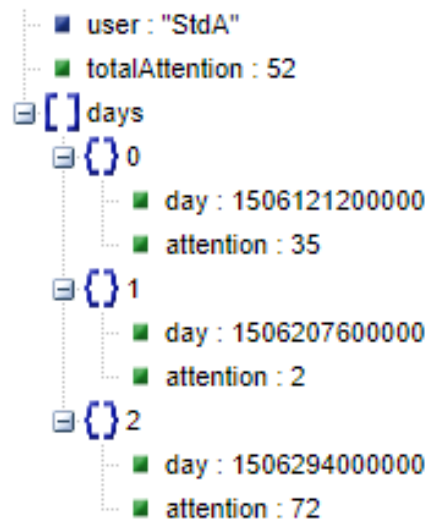 user : "StdA"
totalAttention : 52
[ ] days
{ } 0
day : 1506121200000
attention : 35
{ } 1
day : 1506207600000
attention : 2
{ } 2
day : 1506294000000
attention : 72